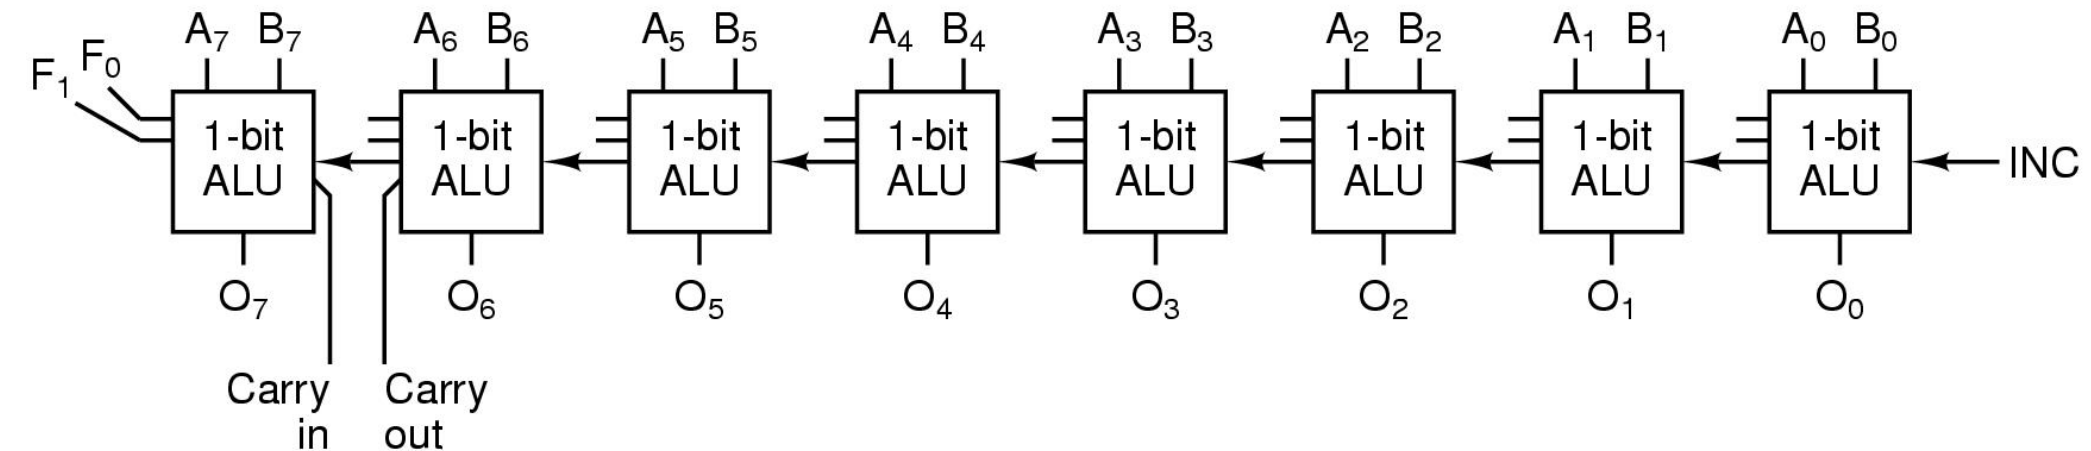 A₇ B₇ A₆ B₆ A₅ B₅ A₄ B₄ A₃ B₃ A₂ B₂ A₁ B₁ A₀ B₀
F₁ F₀
1-bit ALU
1-bit ALU
1-bit ALU
1-bit ALU
1-bit ALU
1-bit ALU
1-bit ALU
1-bit ALU
INC
O₇ O₆ O₅ O₄ O₃ O₂ O₁ O₀
Carry in
Carry out